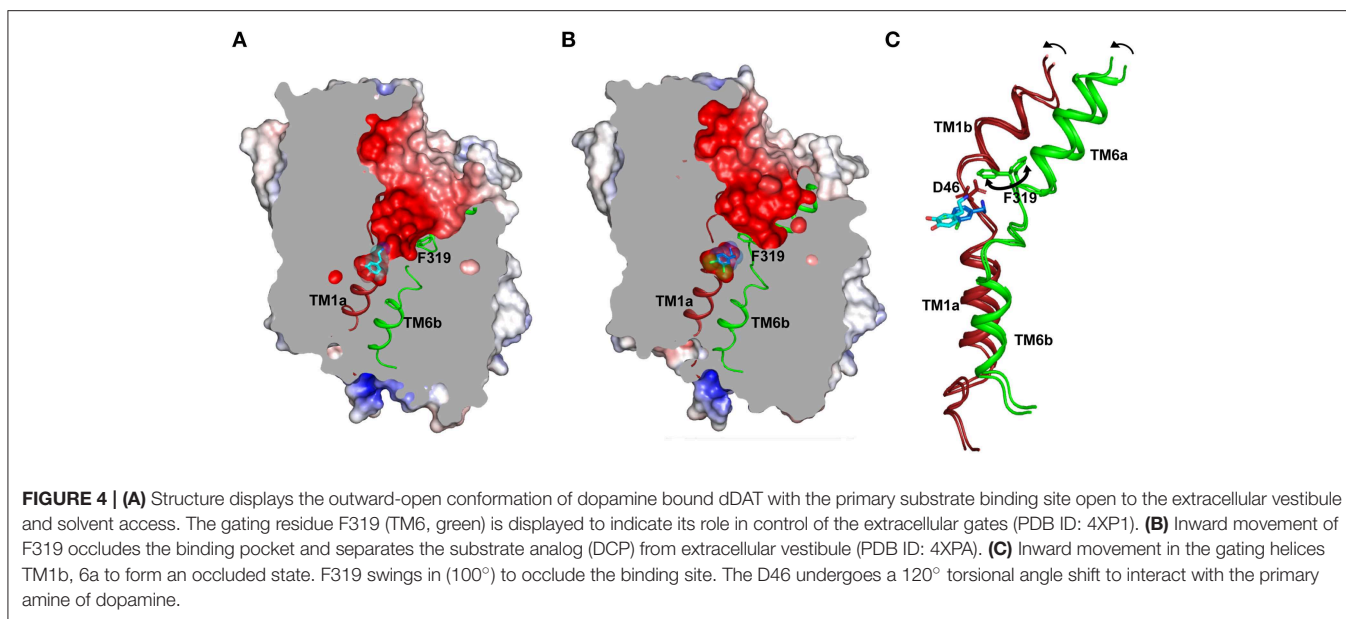 A
B
C
TM1b
TM6a
D46
F319
F319
F319
TM1a
TM6b
TM1a
TM6b
TM1a
TM6b
FIGURE 4 | (A) Structure displays the outward-open conformation of dopamine bound dDAT with the primary substrate binding site open to the extracellular vestibule
and solvent access. The gating residue F319 (TM6, green) is displayed to indicate its role in control of the extracellular gates (PDB ID: 4XP1). (B) Inward movement of
F319 occludes the binding pocket and separates the substrate analog (DCP) from extracellular vestibule (PDB ID: 4XPA). (C) Inward movement in the gating helices
TM1b, 6a to form an occluded state. F319 swings in (100°) to occlude the binding site. The D46 undergoes a 120° torsional angle shift to interact with the primary
amine of dopamine.